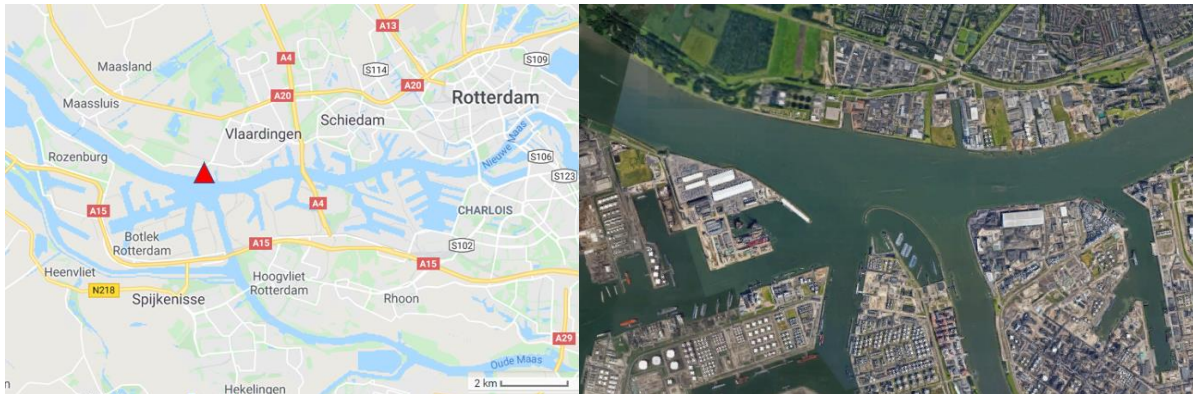 A13
A4
Maasland
S109
S114
A20
A20
Rotterdam
Maassluis
Schiedam
Vlaardingen
Nieuwe Maas
Rozenburg
S106
S123
A15
A4
CHARLOIS
Botlek
Rotterdam
A15
S102
A15
Heenvliet
Hoogvliet
Rotterdam
N218
Spijkenisse
Rhoon
A29
Oude Maas
Hekelingen
2 km